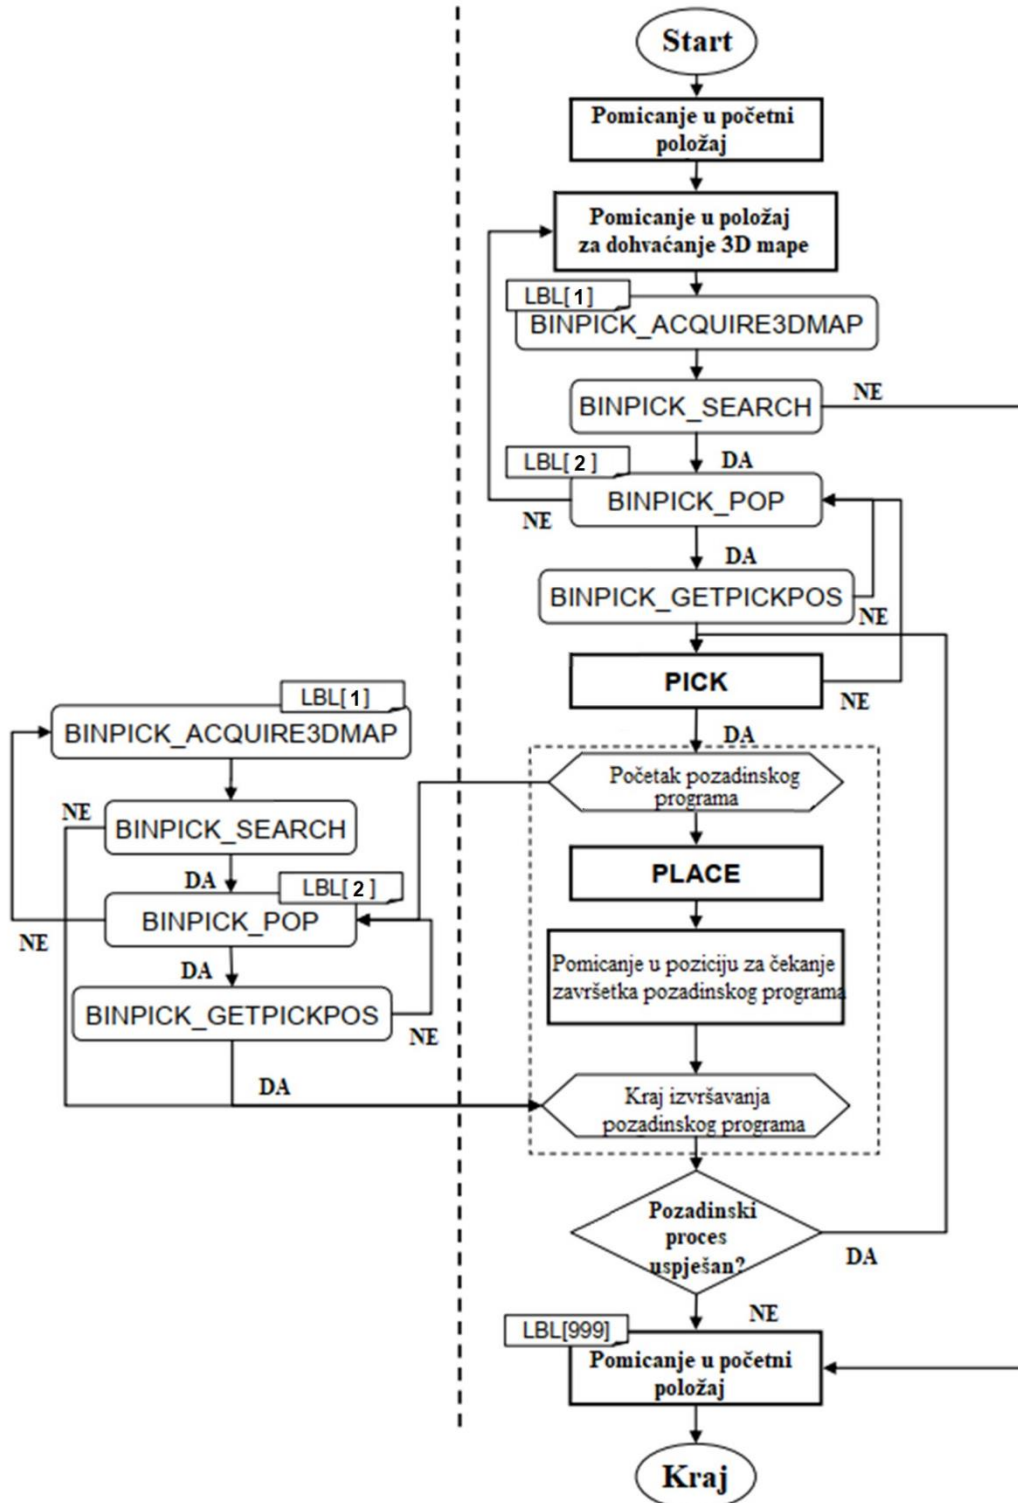 Start
Pomicanje u početni
položaj
Pomicanje u položaj
za dohvaćanje 3D mape
LBL[1]
BINPICK_ACQUIRE3DMAP
BINPICK_SEARCH
NE
DA
LBL[2]
BINPICK_POP
NE
DA
BINPICK_GETPICKPOS
NE
PICK
NE
DA
Početak pozadinskog
programa
PLACE
Pomicanje u poziciju za čekanje
završetka pozadinskog programa
Kraj izvršavanja
pozadinskog programa
Pozadinski
proces
uspješan?
DA
NE
LBL[999]
Pomicanje u početni
položaj
Kraj
LBL[1]
BINPICK_ACQUIRE3DMAP
NE
BINPICK_SEARCH
DA
LBL[2]
BINPICK_POP
NE
DA
BINPICK_GETPICKPOS
NE
DA